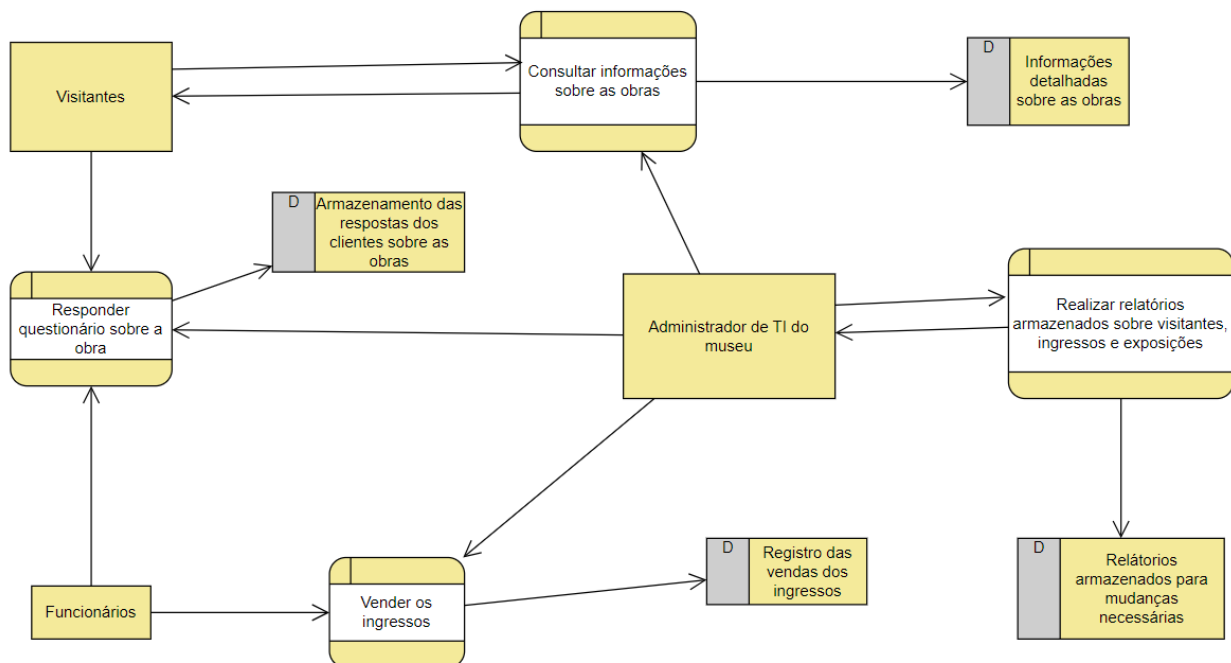 Visitantes
Consultar informações
sobre as obras
D
Informações
detalhadas
sobre as obras
D
Armazenamento das
respostas dos
clientes sobre as
obras
Responder
questionário sobre a
obra
Administrador de TI do
museu
Realizar relatórios
armazenados sobre visitantes,
ingressos e exposições
Funcionários
Vender os
ingressos
D
Registro das
vendas dos
ingressos
D
Relátorios
armazenados para
mudanças
necessárias